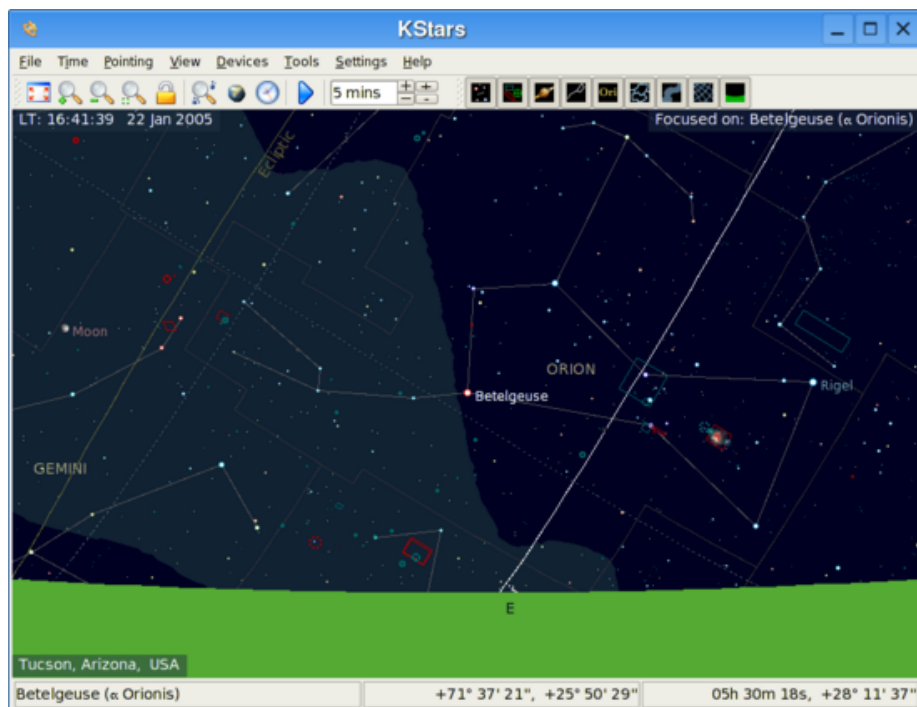 KStars
File Time Pointing View Devices Tools Settings Help
5 mins
Ori
LT: 16:41:39 22 Jan 2005
Focused on: Betelgeuse (α Orionis)
Ecliptic
Moon
ORION
Rigel
Betelgeuse
GEMINI
E
Tucson, Arizona, USA
Betelgeuse (α Orionis)
+71° 37' 21", +25° 50' 29"
05h 30m 18s, +28° 11' 37"